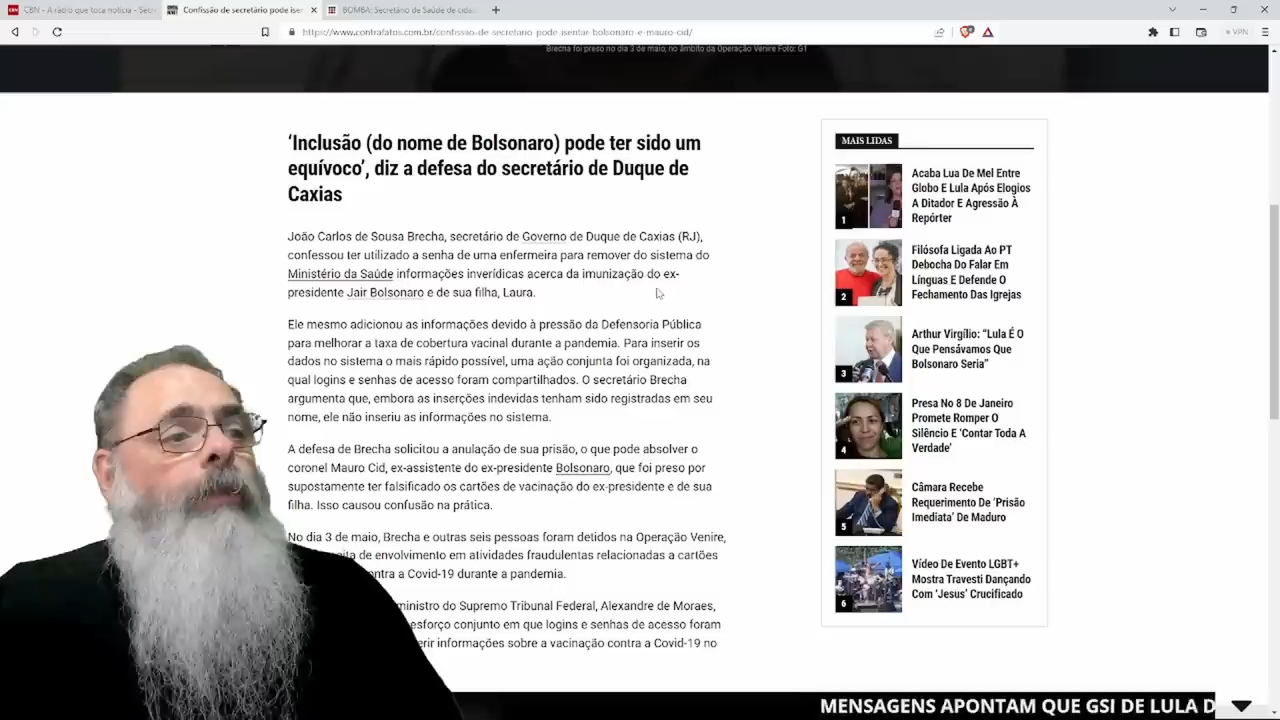 CBN - A rádio que toca notícia - Secre
Confissão de secretário pode isen
BOMBA: Secretário de Saúde de cida
https://www.contrafatos.com.br/confissao-de-secretario-pode-isentar-bolsonaro-e-mauro-cid/
VPN
Brecha foi preso no dia 3 de maio, no âmbito da Operação Venire Foto: G1
‘Inclusão (do nome de Bolsonaro) pode ter sido um
equívoco’, diz a defesa do secretário de Duque de
Caxias
João Carlos de Sousa Brecha, secretário de Governo de Duque de Caxias (RJ),
confessou ter utilizado a senha de uma enfermeira para remover do sistema do
Ministério da Saúde informações inverídicas acerca da imunização do ex-
presidente Jair Bolsonaro e de sua filha, Laura.
Ele mesmo adicionou as informações devido à pressão da Defensoria Pública
para melhorar a taxa de cobertura vacinal durante a pandemia. Para inserir os
dados no sistema o mais rápido possível, uma ação conjunta foi organizada, na
qual logins e senhas de acesso foram compartilhados. O secretário Brecha
argumenta que, embora as inserções indevidas tenham sido registradas em seu
nome, ele não inseriu as informações no sistema.
A defesa de Brecha solicitou a anulação de sua prisão, o que pode absolver o
coronel Mauro Cid, ex-assistente do ex-presidente Bolsonaro, que foi preso por
supostamente ter falsificado os cartões de vacinação do ex-presidente e de sua
filha. Isso causou confusão na prática.
No dia 3 de maio, Brecha e outras seis pessoas foram detidos na Operação Venire,
de envolvimento em atividades fraudulentas relacionadas a cartões
contra a Covid-19 durante a pandemia.
ministro do Supremo Tribunal Federal, Alexandre de Moraes,
esforço conjunto em que logins e senhas de acesso foram
informações sobre a vacinação contra a Covid-19 no
MAIS LIDAS
1
Acaba Lua De Mel Entre
Globo E Lula Após Elogios
A Ditador E Agressão À
Repórter
2
Filósofa Ligada Ao PT
Debocha Do Falar Em
Línguas E Defende O
Fechamento Das Igrejas
3
Arthur Virgílio: “Lula É O
Que Pensávamos Que
Bolsonaro Seria”
4
Presa No 8 De Janeiro
Promete Romper O
Silêncio E ‘Contar Toda A
Verdade’
5
Câmara Recebe
Requerimento De ‘Prisão
Imediata’ De Maduro
6
Vídeo De Evento LGBT+
Mostra Travesti Dançando
Com ‘Jesus’ Crucificado
MENSAGENS APONTAM QUE GSI DE LULA D